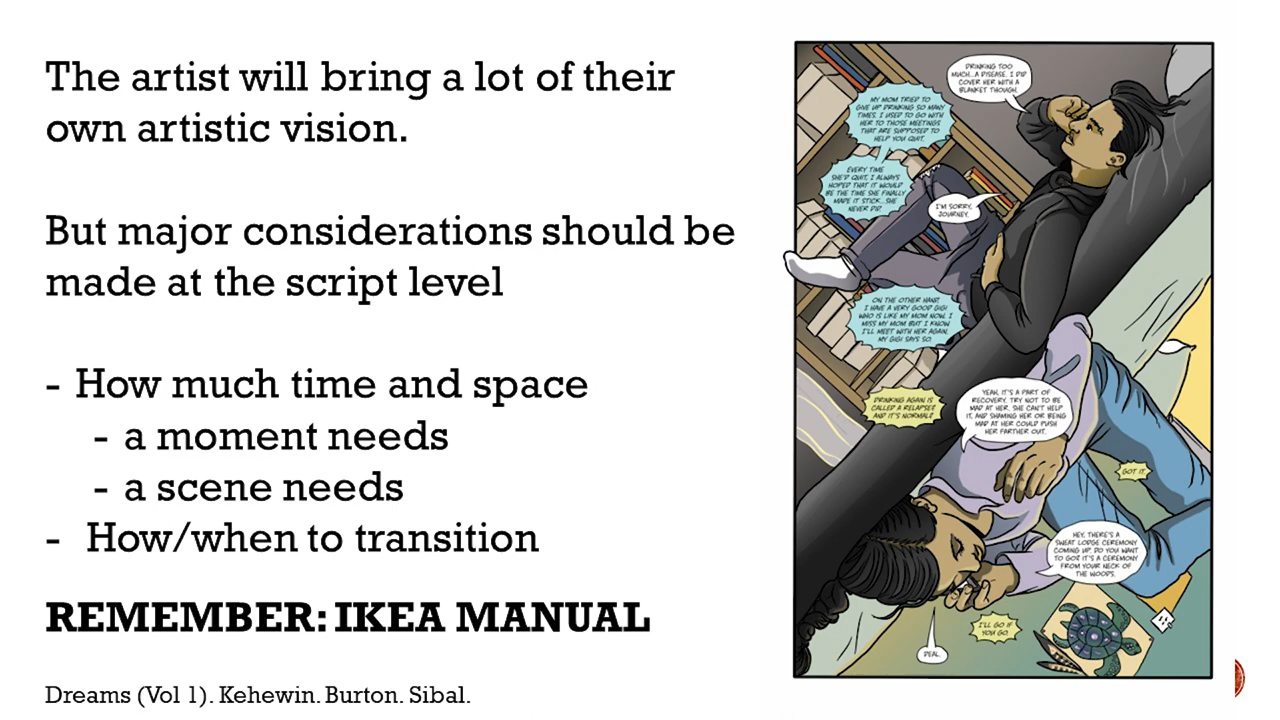 The artist will bring a lot of their
own artistic vision.
But major considerations should be
made at the script level
- How much time and space
- a moment needs
- a scene needs
- How/when to transition
REMEMBER: IKEA MANUAL
Dreams (Vol 1). Kehewin. Burton. Sibal.
DRINKING TOO
MUCH...A DISEASE. I DID
COVER HER WITH A
BLANKET THOUGH.
MY MOM TRIED TO
GIVE UP DRINKING SO MANY
TIMES. I USED TO GO WITH
HER TO THOSE MEETINGS
THAT ARE SUPPOSED TO
HELP YOU QUIT.
EVERY TIME
SHE'D QUIT, I ALWAYS
HOPED THAT IT WOULD
BE THE TIME SHE FINALLY
MADE IT STICK...SHE
NEVER DID.
I'M SORRY,
JOURNEY.
ON THE OTHER HAND,
I HAVE A VERY GOOD GIGI
WHO IS LIKE MY MOM NOW. I
MISS MY MOM BUT I KNOW
I'LL MEET WITH HER AGAIN.
MY GIGI SAYS SO.
DRINKING AGAIN IS
CALLED A RELAPSE?
AND IT'S NORMAL?
YEAH, IT'S A PART OF
RECOVERY. TRY NOT TO BE
MAD AT HER. SHE CAN'T HELP
IT, AND SHAMING HER OR BEING
MAD AT HER COULD PUSH
HER FARTHER OUT.
GOT IT.
HEY, THERE'S A
SWEAT LODGE CEREMONY
COMING UP. DO YOU WANT
TO GO? IT'S A CEREMONY
FROM YOUR NECK OF
THE WOODS.
I'LL GO IF
YOU GO.
DEAL.